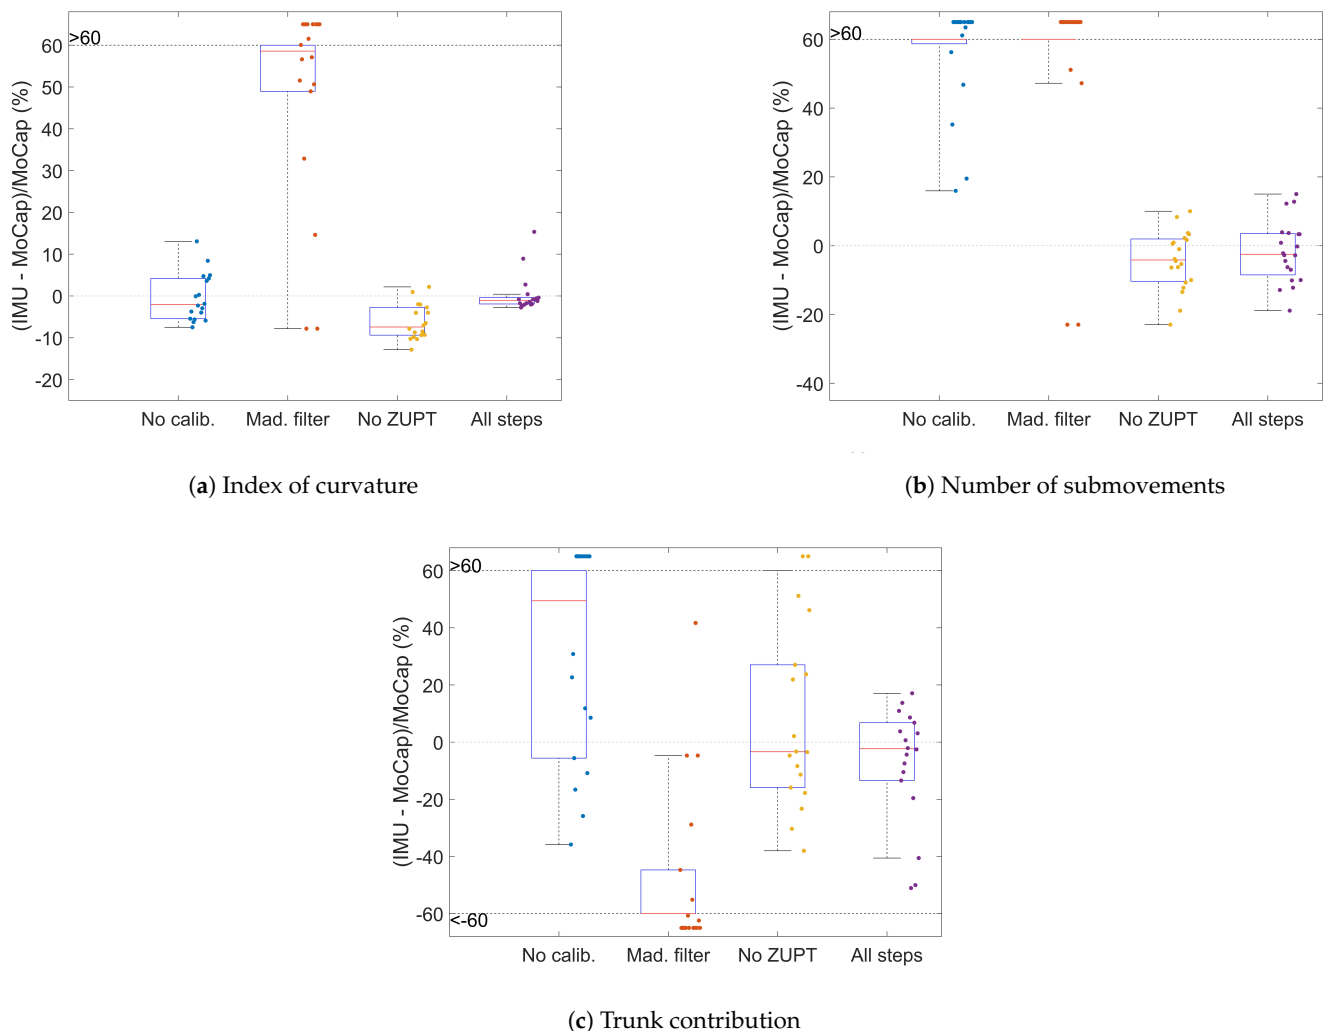 (IMU - MoCap)/MoCap (%)
>60
60
50
40
30
20
10
0
-10
-20
No calib. Mad. filter No ZUPT All steps
(a) Index of curvature
(IMU - MoCap)/MoCap (%)
>60
60
40
20
0
-20
-40
No calib. Mad. filter No ZUPT All steps
(b) Number of submovements
(IMU - MoCap)/MoCap (%)
>60
60
40
20
0
-20
-40
-60
<-60
No calib. Mad. filter No ZUPT All steps
(c) Trunk contribution